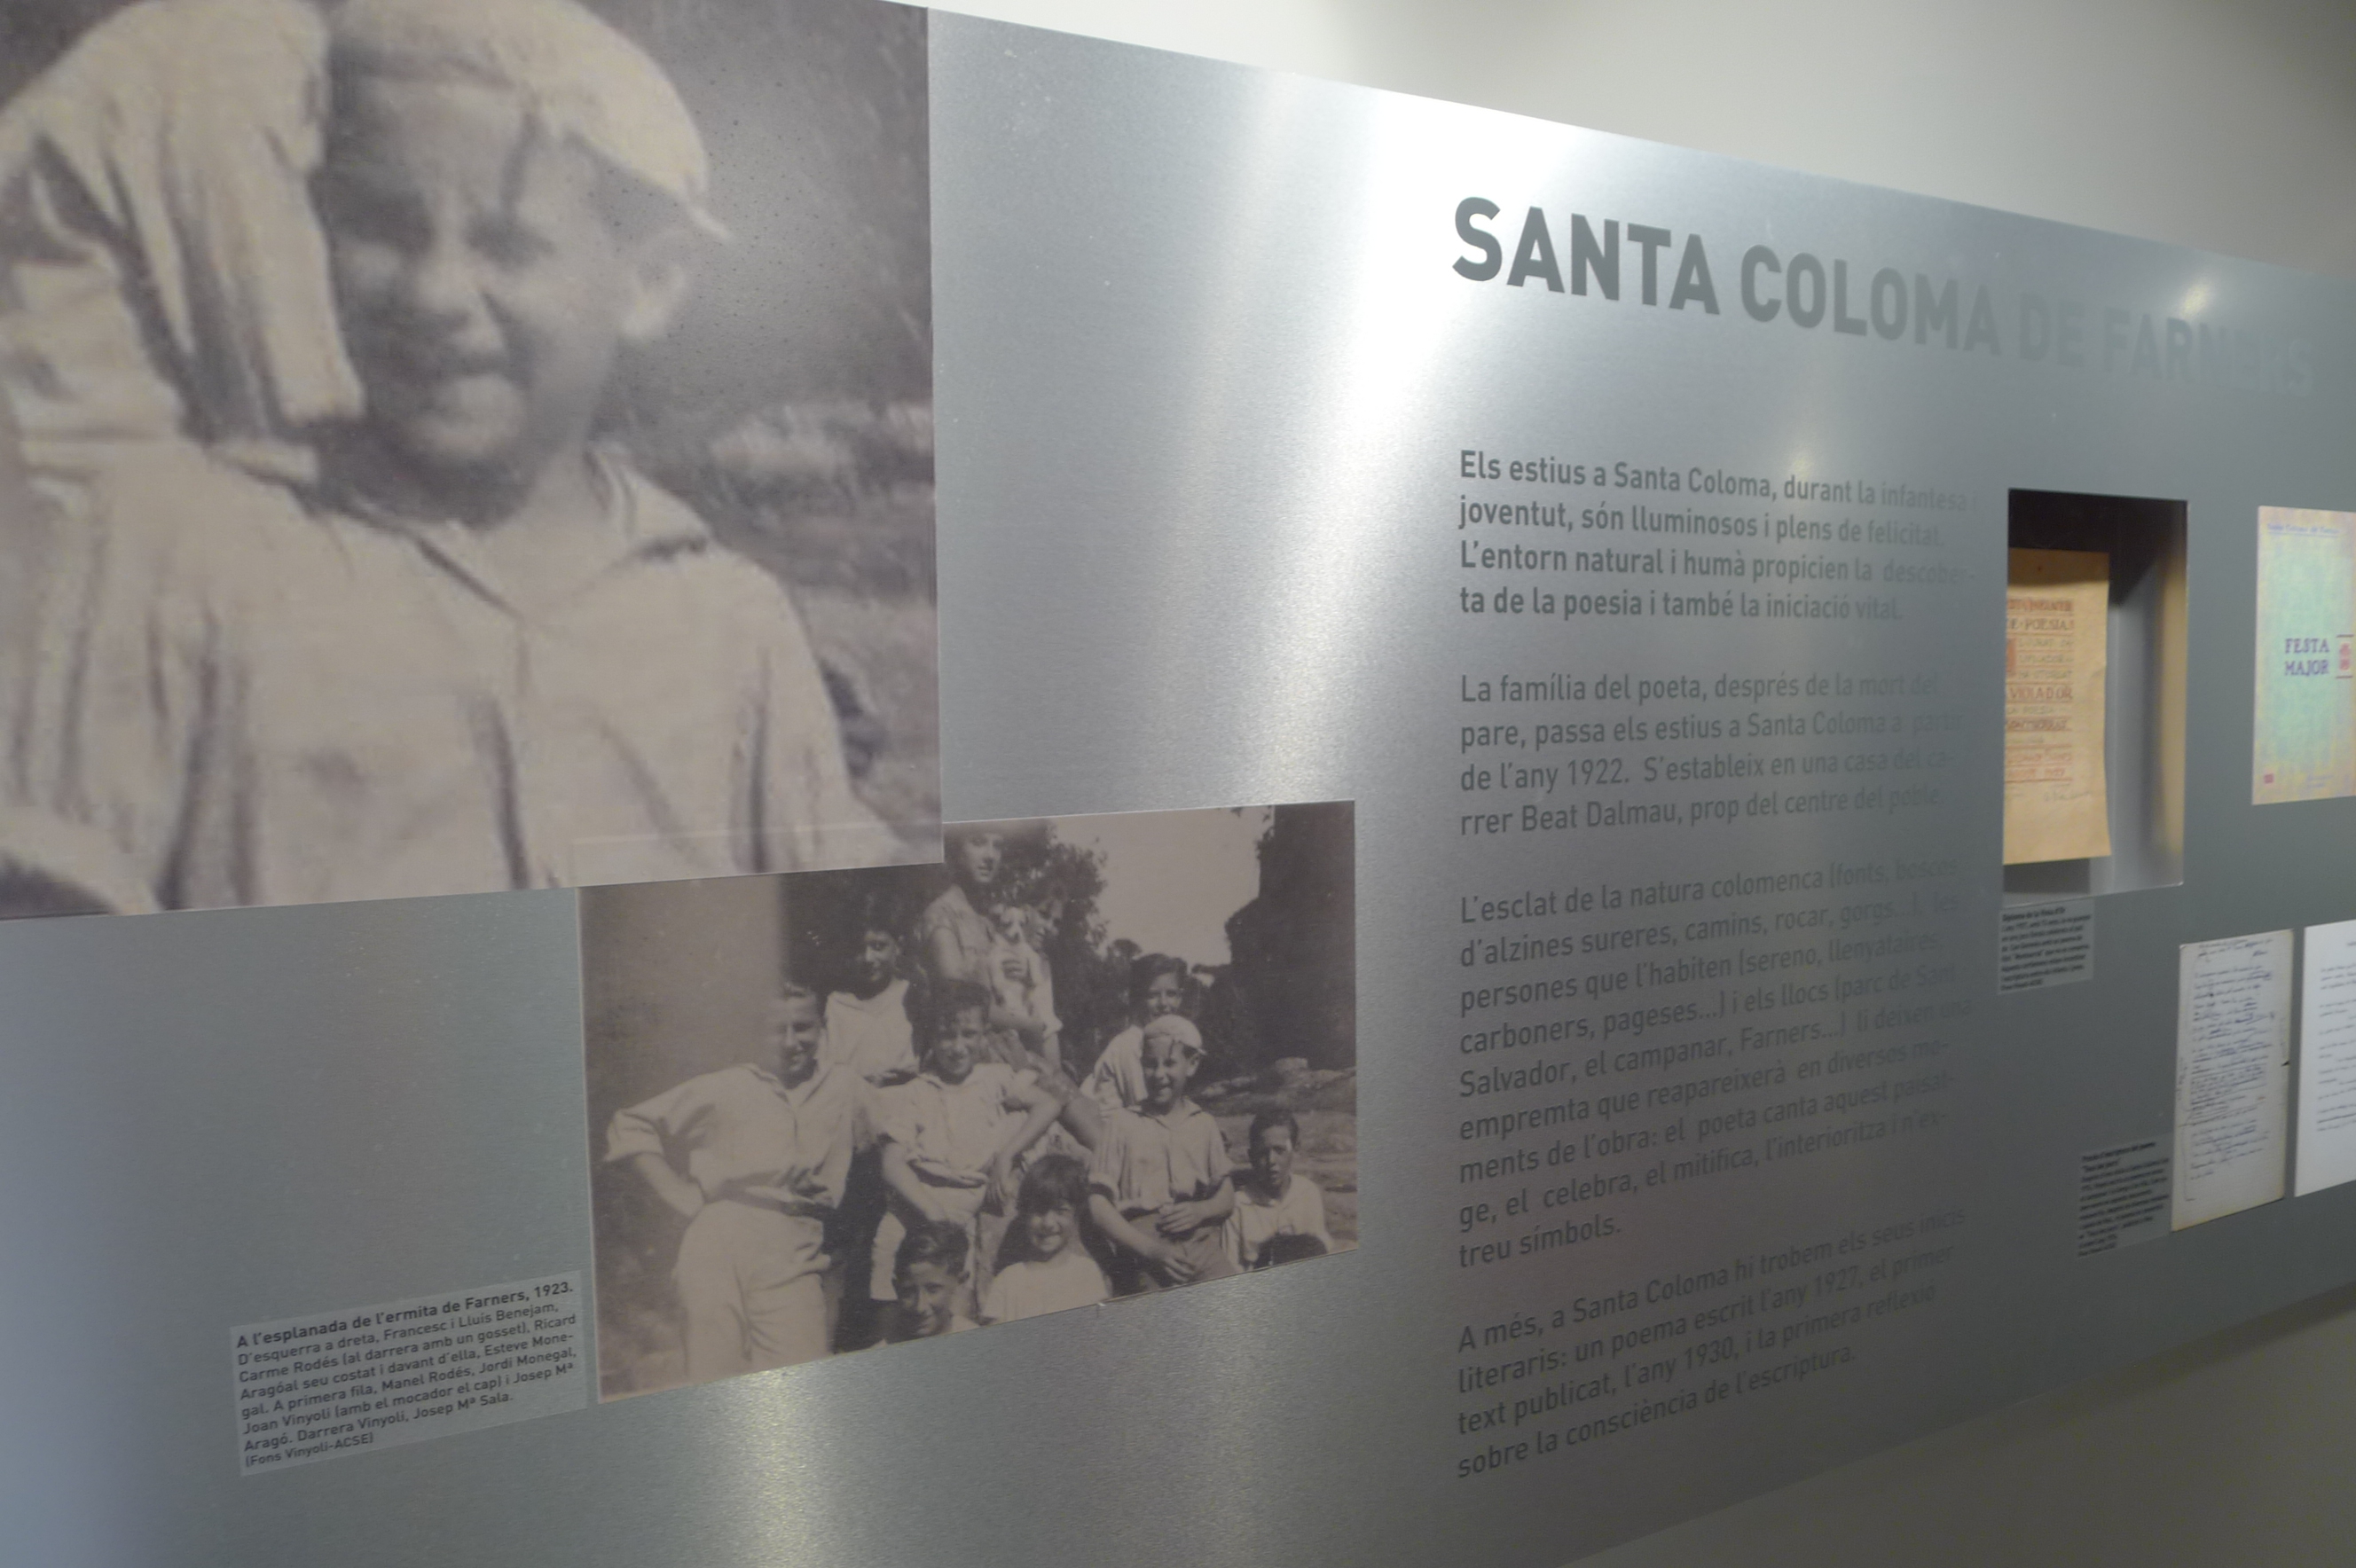 SANTA COLOMA DE FARNERS
Els estius a Santa Coloma, durant la infantesa i
joventut, són lluminosos i plens de felicitat.
L'entorn natural i humà propicien la descober-
ta de la poesia i també la iniciació vital.
La família del poeta, després de la mort del
pare, passa els estius a Santa Coloma a partir
de l'any 1922. S'estableix en una casa del ca-
rrer Beat Dalmau, prop del centre del poble.
L'esclat de la natura colomenca (fonts, boscos
d'alzines sureres, camins, rocar, gorgs...), les
persones que l'habiten (sereno, llenyataires,
carboners, pageses...) i els llocs (parc de Sant
Salvador, el campanar, Farners...) li deixen una
empremta que reapareixerà en diverses mo-
ments de l'obra: el poeta canta aquest paisat-
ge, el celebra, el mitifica, l'interioritza i n'ex-
treu símbols.
A més, a Santa Coloma hi trobem els seus inicis
literaris: un poema escrit l'any 1927, el primer
text publicat, l'any 1930, i la primera reflexió
sobre la consciència de l'escriptura.
A l'esplanada de l'ermita de Farners, 1923.
D'esquerra a dreta, Francesc i Lluís Benejam,
Carme Rodés (al darrera amb un gosset), Ricard
Aragóal seu costat i davant d'ella, Esteve Mone-
gal. A primera fila, Manel Rodés, Jordi Monegal,
Joan Vinyoli (amb el mocador el cap) i Josep Mª
Aragó. Darrera Vinyoli, Josep Mª Sala.
(Fons Vinyoli-ACSE)
FESTA
MAJOR